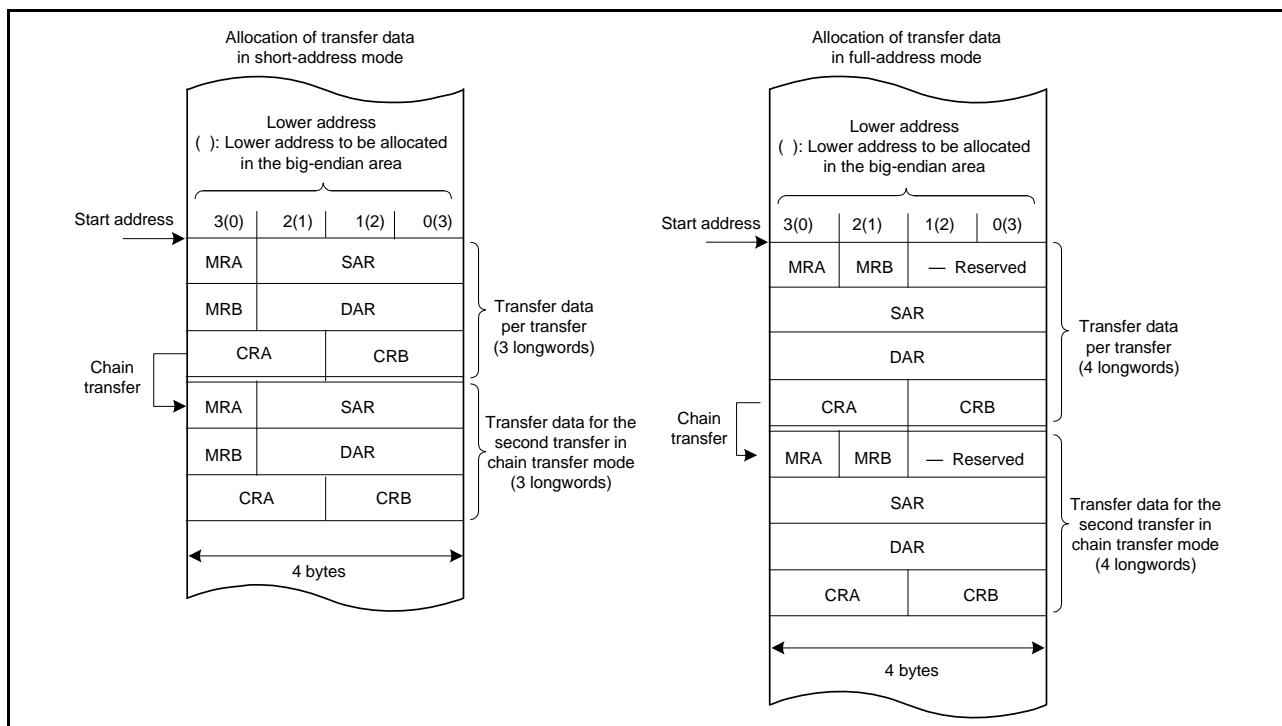 Allocation of transfer data
in short-address mode
Lower address
( ): Lower address to be allocated
in the big-endian area
Start address
3(0) 2(1) 1(2) 0(3)
MRA SAR
MRB DAR
CRA CRB
Transfer data
per transfer
(3 longwords)
Chain
transfer
MRA SAR
MRB DAR
CRA CRB
Transfer data for the
second transfer in
chain transfer mode
(3 longwords)
4 bytes
Allocation of transfer data
in full-address mode
Lower address
( ): Lower address to be allocated
in the big-endian area
Start address
3(0) 2(1) 1(2) 0(3)
MRA MRB — Reserved
SAR
DAR
CRA CRB
Transfer data
per transfer
(4 longwords)
Chain
transfer
MRA MRB — Reserved
SAR
DAR
CRA CRB
Transfer data for the
second transfer in
chain transfer mode
(4 longwords)
4 bytes